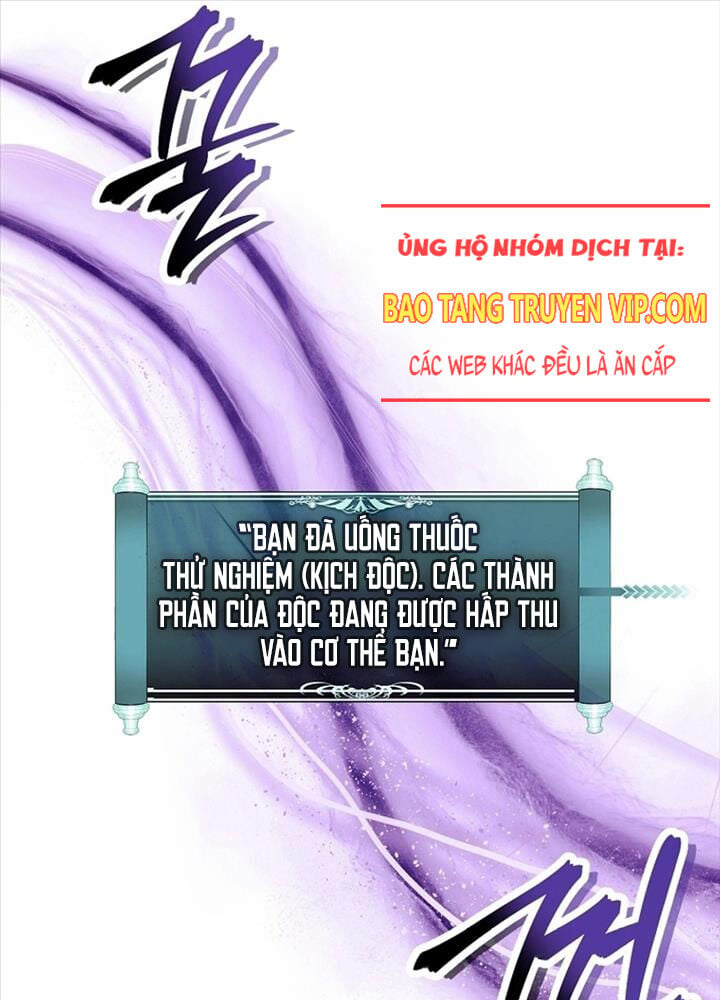 꿀
ỦNG HỘ NHÓM DỊCH TẠI:
BAO TANG TRUYEN VIP.COM
CÁC WEB KHÁC ĐỀU LÀ ĂN CẮP
“BẠN ĐÃ UỐNG THUỐC
THỬ NGHIỆM (KỊCH ĐỘC). CÁC THÀNH
PHẦN CỦA ĐỘC ĐANG ĐƯỢC HẤP THU
VÀO CƠ THỂ BẠN.”